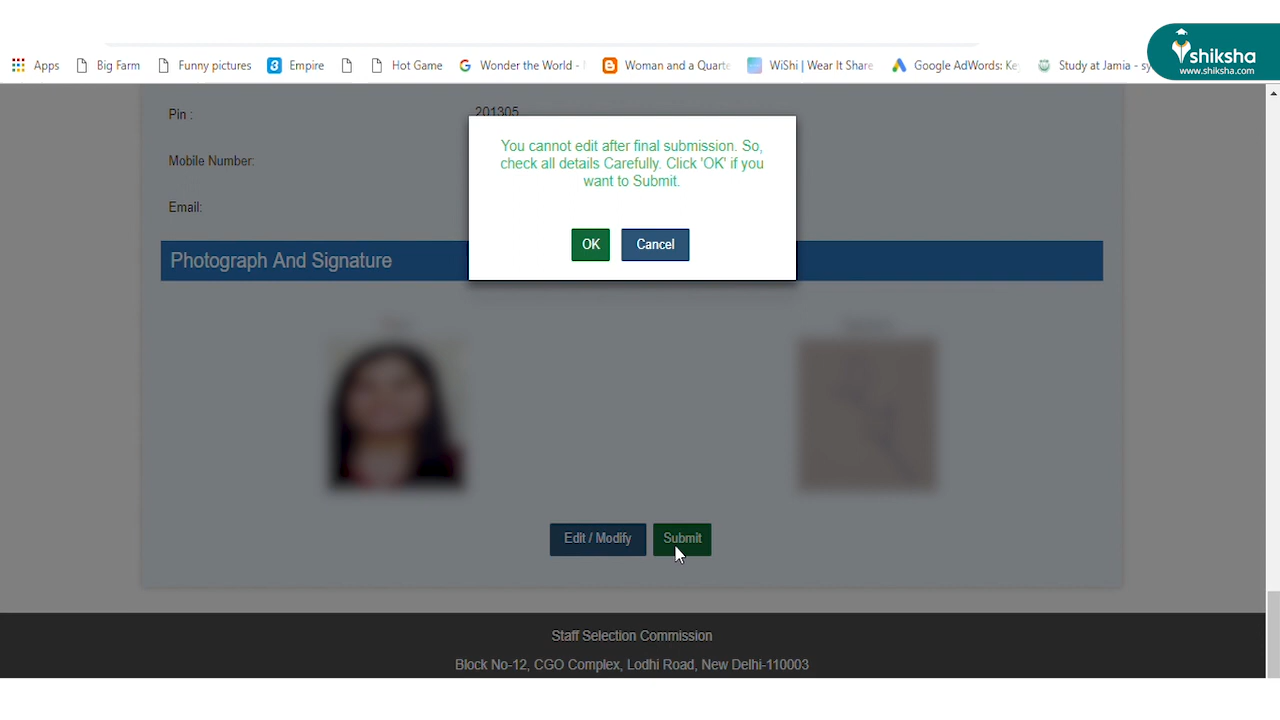 shiksha
www.shiksha.com
Apps Big Farm Funny pictures Empire Hot Game Wonder the World - Woman and a Quarte WiShi | Wear It Share Google AdWords: Ke Study at Jamia - sy
Pin : 201305
Mobile Number:
Email:
You cannot edit after final submission. So,
check all details Carefully. Click 'OK' if you
want to Submit.
OK Cancel
Photograph And Signature
Edit / Modify Submit
Staff Selection Commission
Block No-12, CGO Complex, Lodhi Road, New Delhi-110003